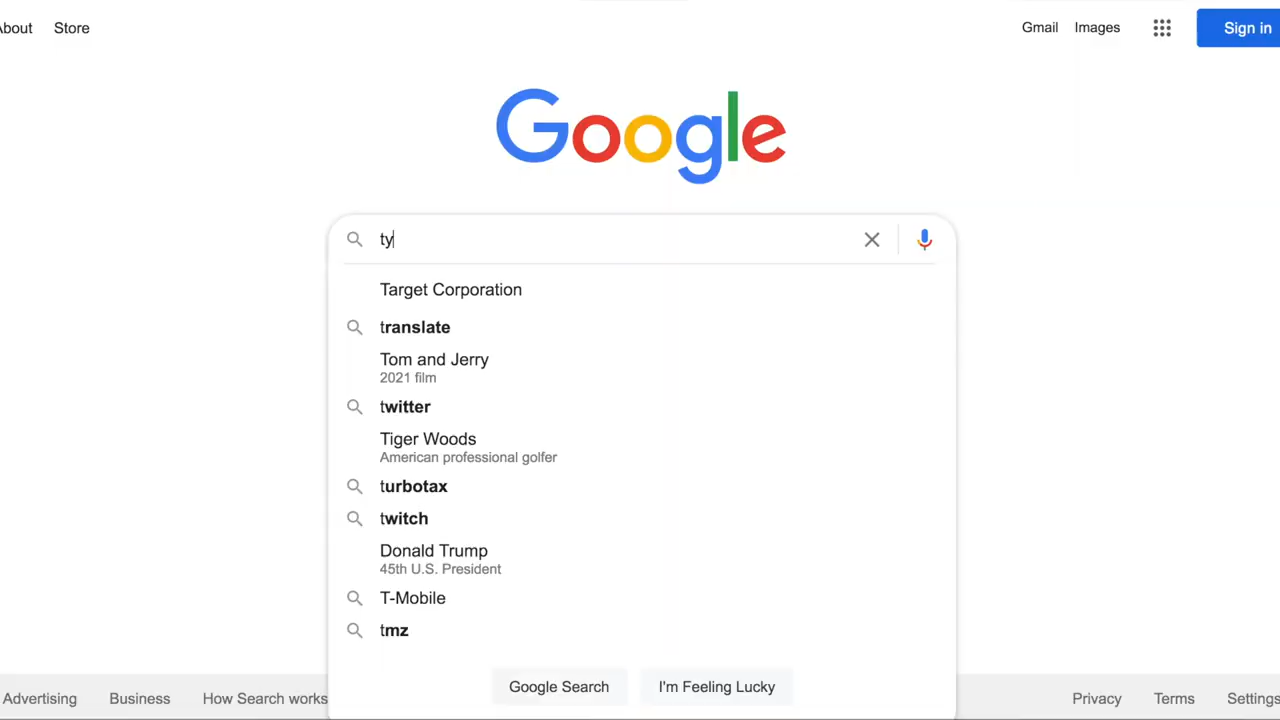 About
Store
Gmail
Images
Sign in
Google
ty
Target Corporation
translate
Tom and Jerry
2021 film
twitter
Tiger Woods
American professional golfer
turbotax
twitch
Donald Trump
45th U.S. President
T-Mobile
tmz
Google Search
I'm Feeling Lucky
Advertising
Business
How Search works
Privacy
Terms
Settings